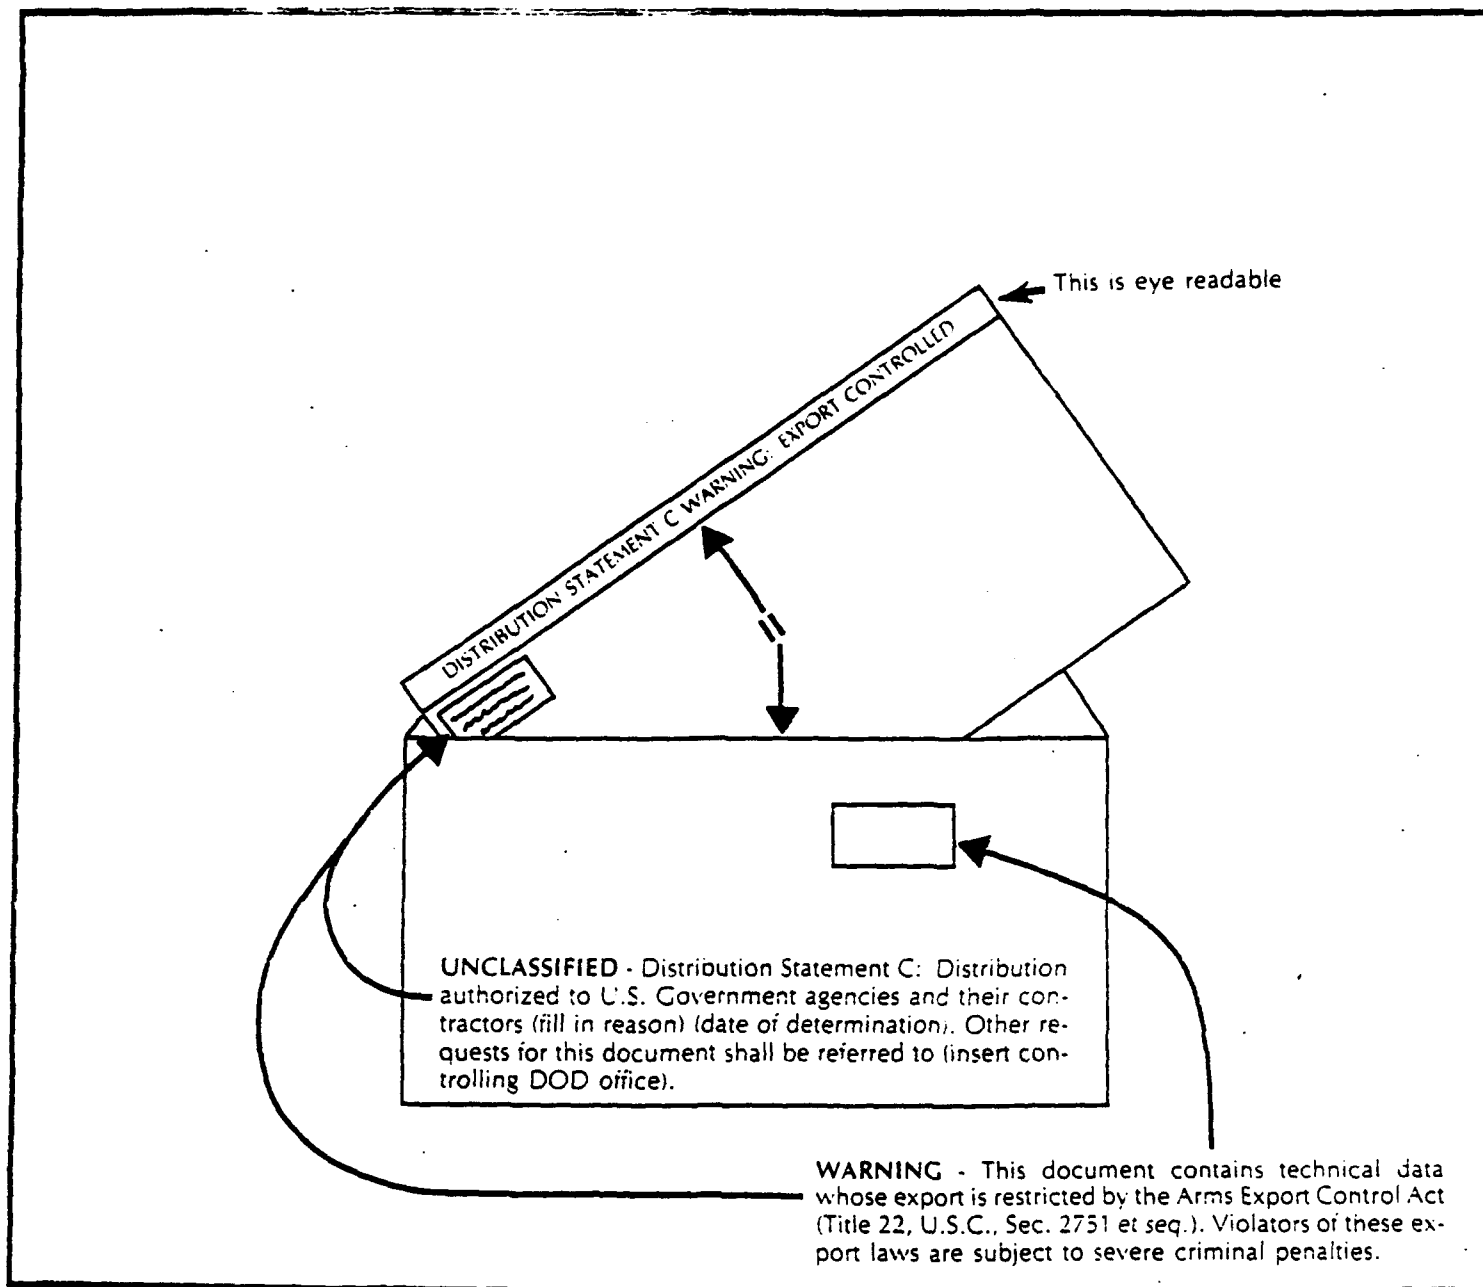 This is eye readable
DISTRIBUTION STATEMENT C WARNING: EXPORT CONTROLLED
UNCLASSIFIED - Distribution Statement C: Distribution
authorized to U.S. Government agencies and their con-
tractors (fill in reason) (date of determination). Other re-
quests for this document shall be referred to (insert con-
trolling DOD office).
WARNING - This document contains technical data
whose export is restricted by the Arms Export Control Act
(Title 22, U.S.C., Sec. 2751 et seq.). Violators of these ex-
port laws are subject to severe criminal penalties.